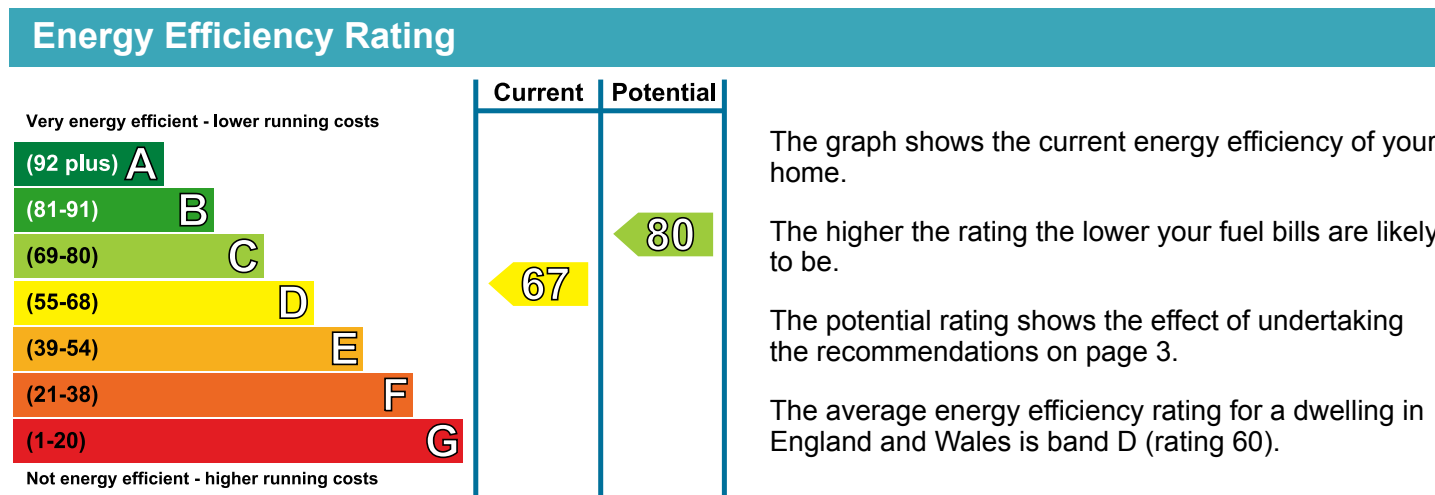 Energy Efficiency Rating
Current Potential
Very energy efficient - lower running costs
(92 plus) A
(81-91) B
(69-80) C
(55-68) D
(39-54) E
(21-38) F
(1-20) G
Not energy efficient - higher running costs
67
80
The graph shows the current energy efficiency of your
home.
The higher the rating the lower your fuel bills are likely
to be.
The potential rating shows the effect of undertaking
the recommendations on page 3.
The average energy efficiency rating for a dwelling in
England and Wales is band D (rating 60).